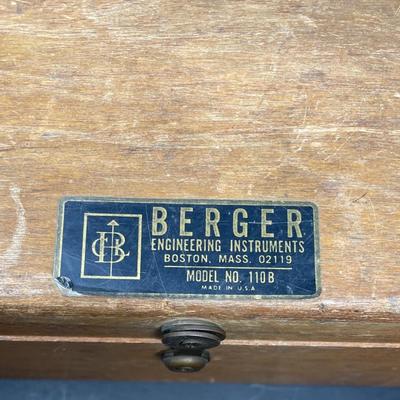 BERGER
ENGINEERING INSTRUMENTS
BOSTON, MASS. 02119
MODEL NO. 110B
MADE IN U.S.A